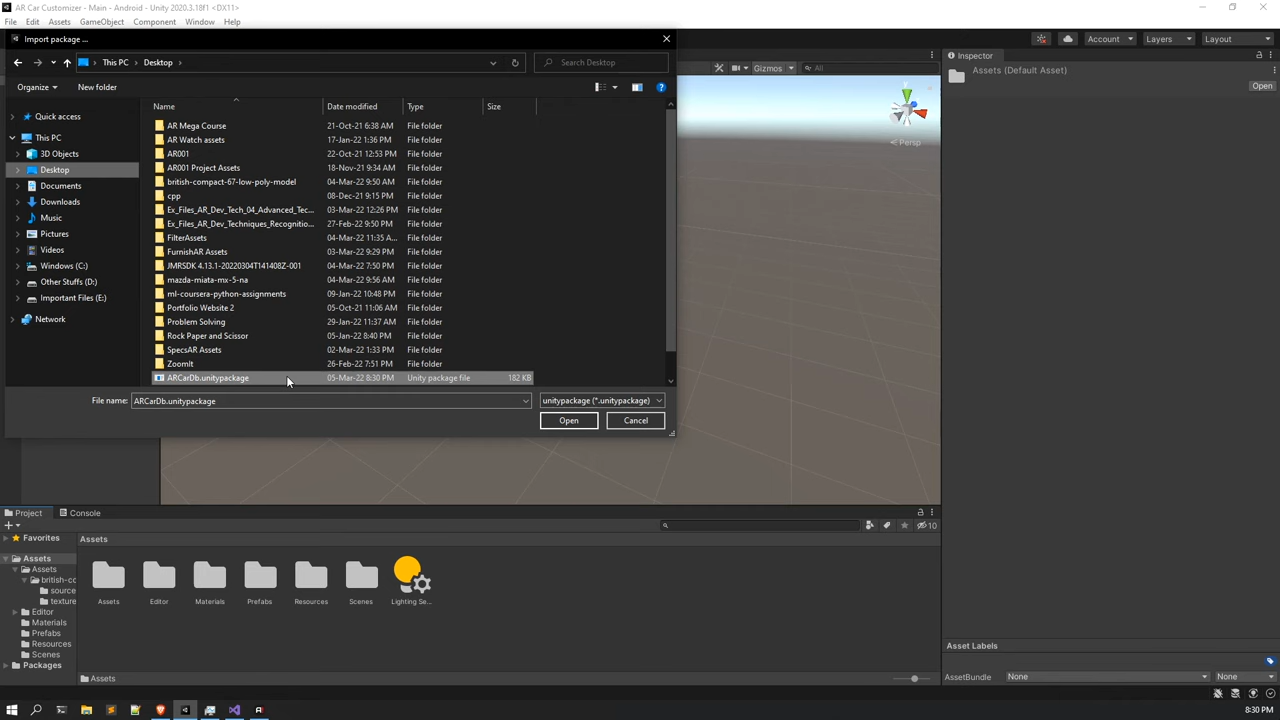 AR Car Customizer - Main - Android - Unity 2020.3.18f1 <DX11>
File Edit Assets GameObject Component Window Help
Import package ...
Account Layers Layout
This PC Desktop
Search Desktop
Gizmos All
Inspector
Assets (Default Asset)
Open
Organize New folder
Name Date modified Type Size
Quick access
This PC
3D Objects
Desktop
Documents
Downloads
Music
Pictures
Videos
Windows (C:)
Other Stuffs (D:)
Important Files (E:)
Network
AR Mega Course 21-Oct-21 6:38 AM File folder
AR Watch assets 17-Jan-22 1:36 PM File folder
AR001 22-Oct-21 12:53 PM File folder
AR001 Project Assets 18-Nov-21 9:34 AM File folder
british-compact-67-low-poly-model 04-Mar-22 9:50 AM File folder
cpp 08-Dec-21 9:15 PM File folder
Ex_Files_AR_Dev_Tech_04_Advanced_Tec... 03-Mar-22 12:26 PM File folder
Ex_Files_AR_Dev_Techniques_Recognitio... 27-Feb-22 9:50 PM File folder
FilterAssets 04-Mar-22 11:35 A... File folder
FurnishAR Assets 03-Mar-22 9:29 PM File folder
JMRSDK 4.13.1-20220304T141408Z-001 04-Mar-22 7:50 PM File folder
mazda-miata-mx-5-na 04-Mar-22 9:56 AM File folder
ml-coursera-python-assignments 09-Jan-22 10:48 PM File folder
Portfolio Website 2 05-Oct-21 11:06 AM File folder
Problem Solving 29-Jan-22 11:37 AM File folder
Rock Paper and Scissor 05-Jan-22 8:40 PM File folder
SpecsAR Assets 02-Mar-22 1:33 PM File folder
ZoomIt 26-Feb-22 7:51 PM File folder
ARCarDb.unitypackage 05-Mar-22 8:30 PM Unity package file 182 KB
File name: ARCarDb.unitypackage unitypackage (*.unitypackage)
Open Cancel
Persp
Project Console
10
Favorites
Assets
Assets
british-co
source
texture
Editor
Materials
Prefabs
Resources
Scenes
Packages
Assets
Assets Editor Materials Prefabs Resources Scenes Lighting Se...
Assets
Asset Labels
AssetBundle None None
8:30 PM